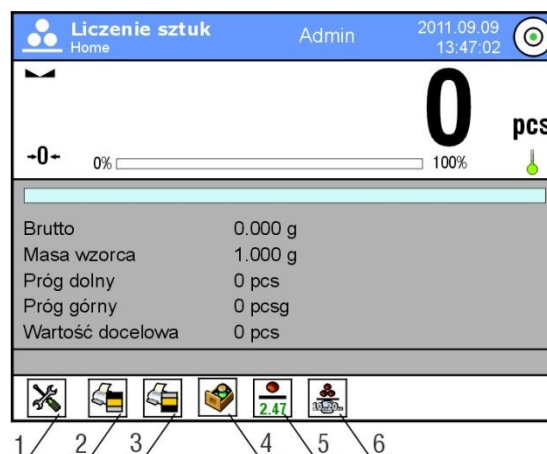 Liczenie sztuk
Home
Admin
2011.09.09
13:47:02
0
pcs
→0←
0%
100%
Brutto 0.000 g
Masa wzorca 1.000 g
Próg dolny 0 pcs
Próg górny 0 pcsg
Wartość docelowa 0 pcs
2.47
1 2 3 4 5 6